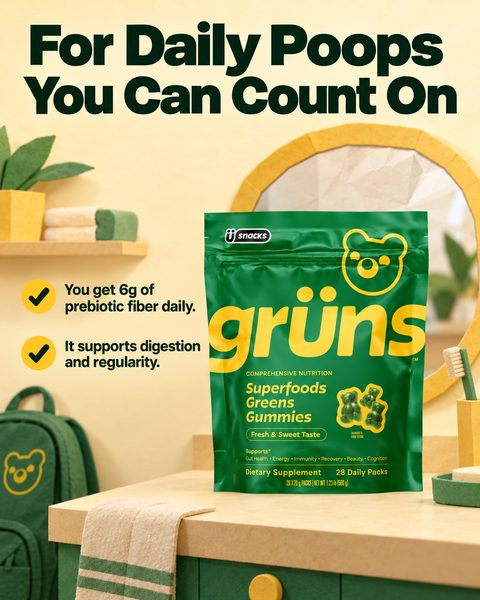 For Daily Poops
You Can Count On
You get 6g of
prebiotic fiber daily.
It supports digestion
and regularity.
ü snacks
grüns
™
COMPREHENSIVE NUTRITION
Superfoods
Greens
Gummies
Fresh & Sweet Taste
Supports*
Gut Health • Energy • Immunity • Recovery • Beauty • Cognition
Dietary Supplement 28 Daily Packs